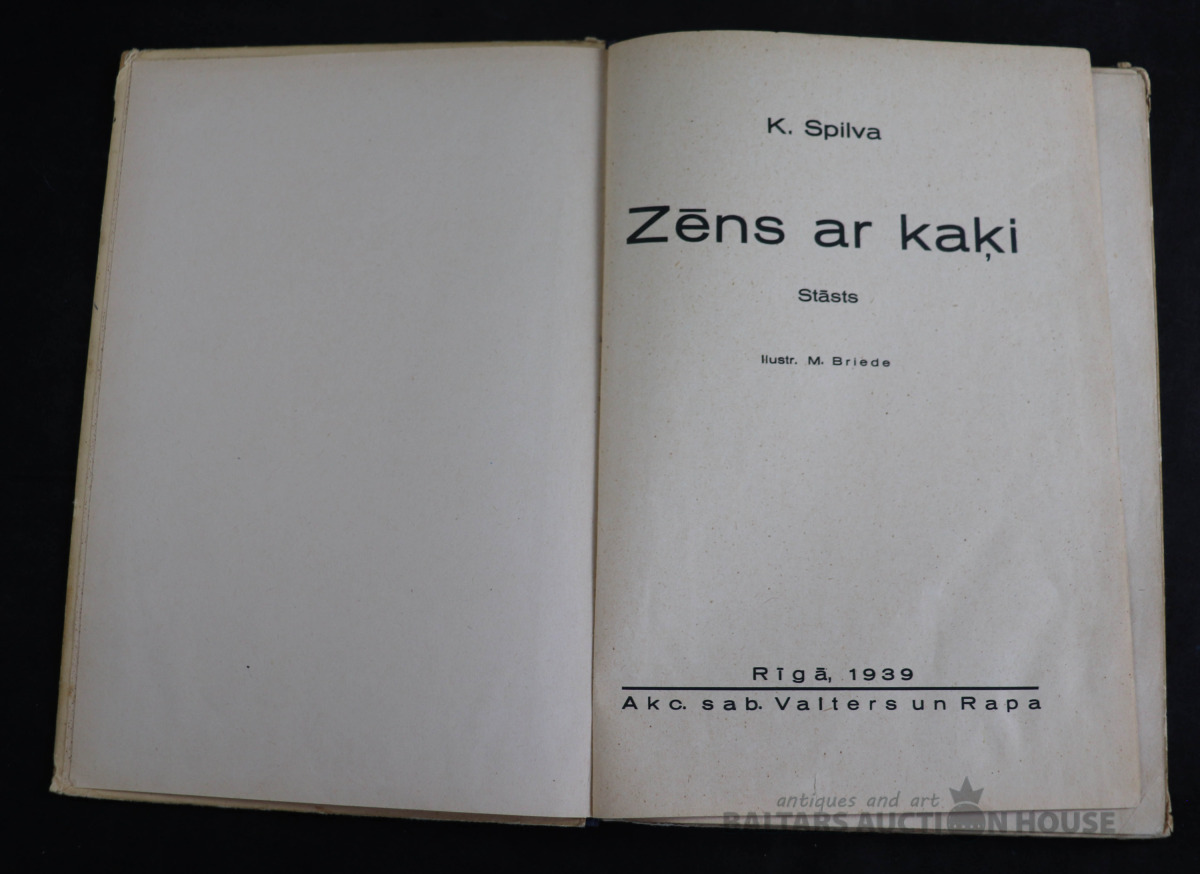 K. Spilva
Zēns ar kaķi
Stāsts
Ilustr. M. Briede
Rīgā, 1939
Akc. sab. Valters un Rapa
antiques and art
BALTARS AUCTION HOUSE